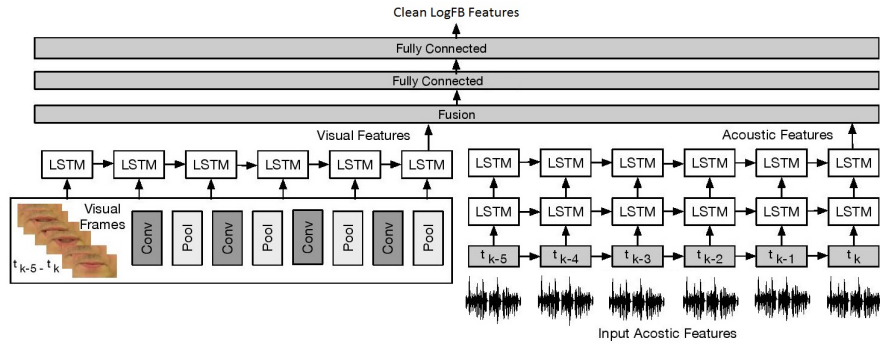 Clean LogFB Features
Fully Connected
Fully Connected
Fusion
Visual Features
Acoustic Features
LSTM LSTM LSTM LSTM LSTM LSTM
LSTM LSTM LSTM LSTM LSTM LSTM
Visual
Frames
t k-5 - t k
Conv Pool Conv Pool Conv Pool Conv Pool
LSTM LSTM LSTM LSTM LSTM LSTM
t k-5 t k-4 t k-3 t k-2 t k-1 t k
Input Acostic Features